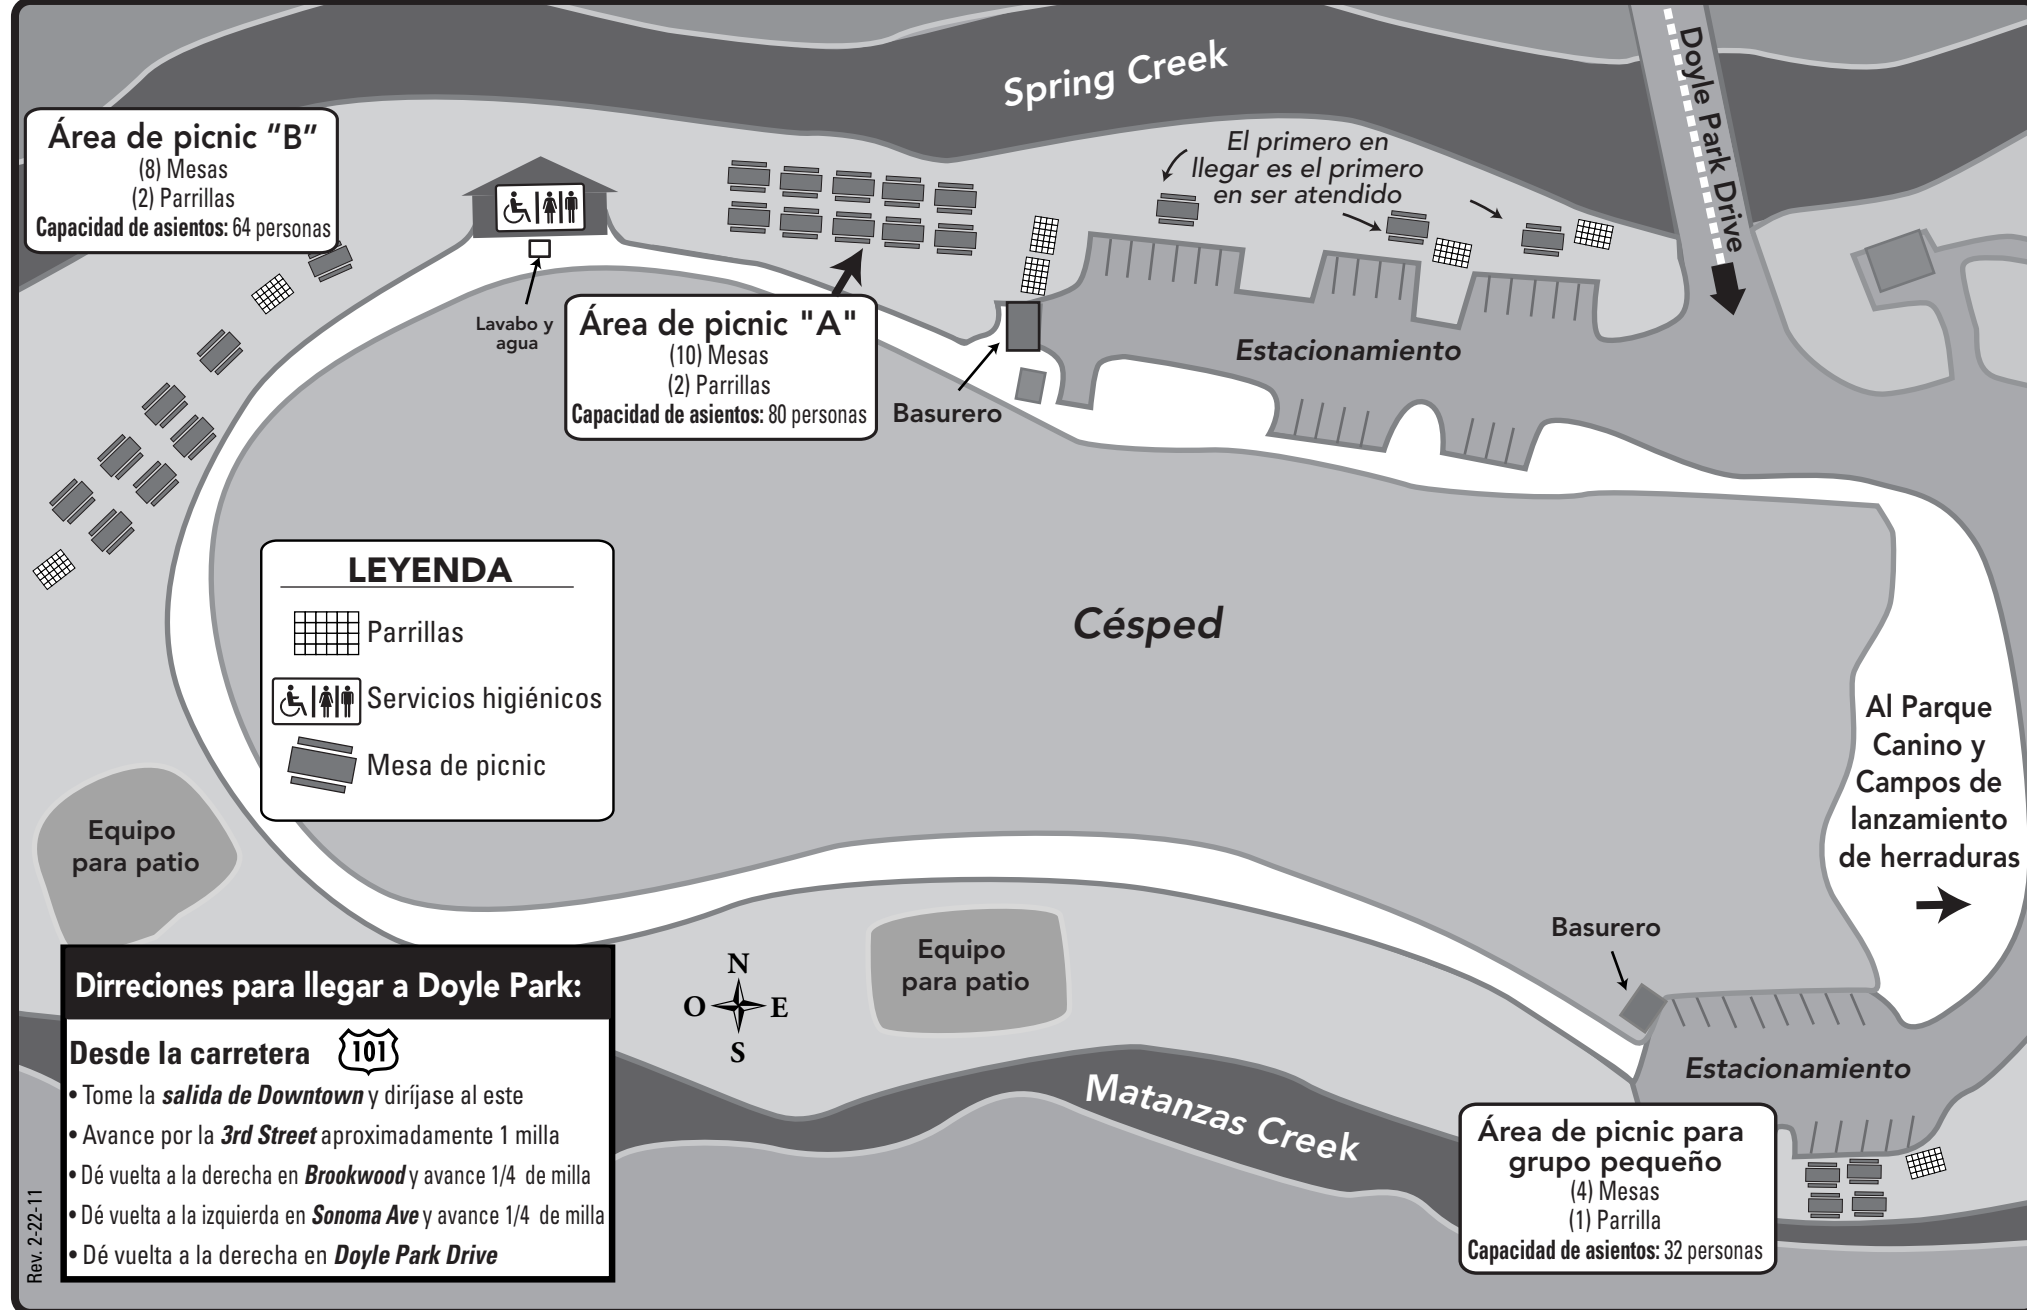 Spring Creek
Doyle Park Drive
Área de picnic “B”
(8) Mesas
(2) Parrillas
Capacidad de asientos: 64 personas
El primero en
llegar es el primero
en ser atendido
Lavabo y
agua
Área de picnic "A"
(10) Mesas
(2) Parrillas
Capacidad de asientos: 80 personas
Basurero
Estacionamiento
LEYENDA
Parrillas
Servicios higiénicos
Mesa de picnic
Césped
Al Parque
Canino y
Campos de
lanzamiento
de herraduras
Equipo
para patio
Equipo
para patio
Basurero
Estacionamiento
N
O E
S
Matanzas Creek
Dirreciones para llegar a Doyle Park:
Desde la carretera 101
• Tome la salida de Downtown y diríjase al este
• Avance por la 3rd Street aproximadamente 1 milla
• Dé vuelta a la derecha en Brookwood y avance 1/4 de milla
• Dé vuelta a la izquierda en Sonoma Ave y avance 1/4 de milla
• Dé vuelta a la derecha en Doyle Park Drive
Área de picnic para
grupo pequeño
(4) Mesas
(1) Parrilla
Capacidad de asientos: 32 personas
Rev. 2-22-11